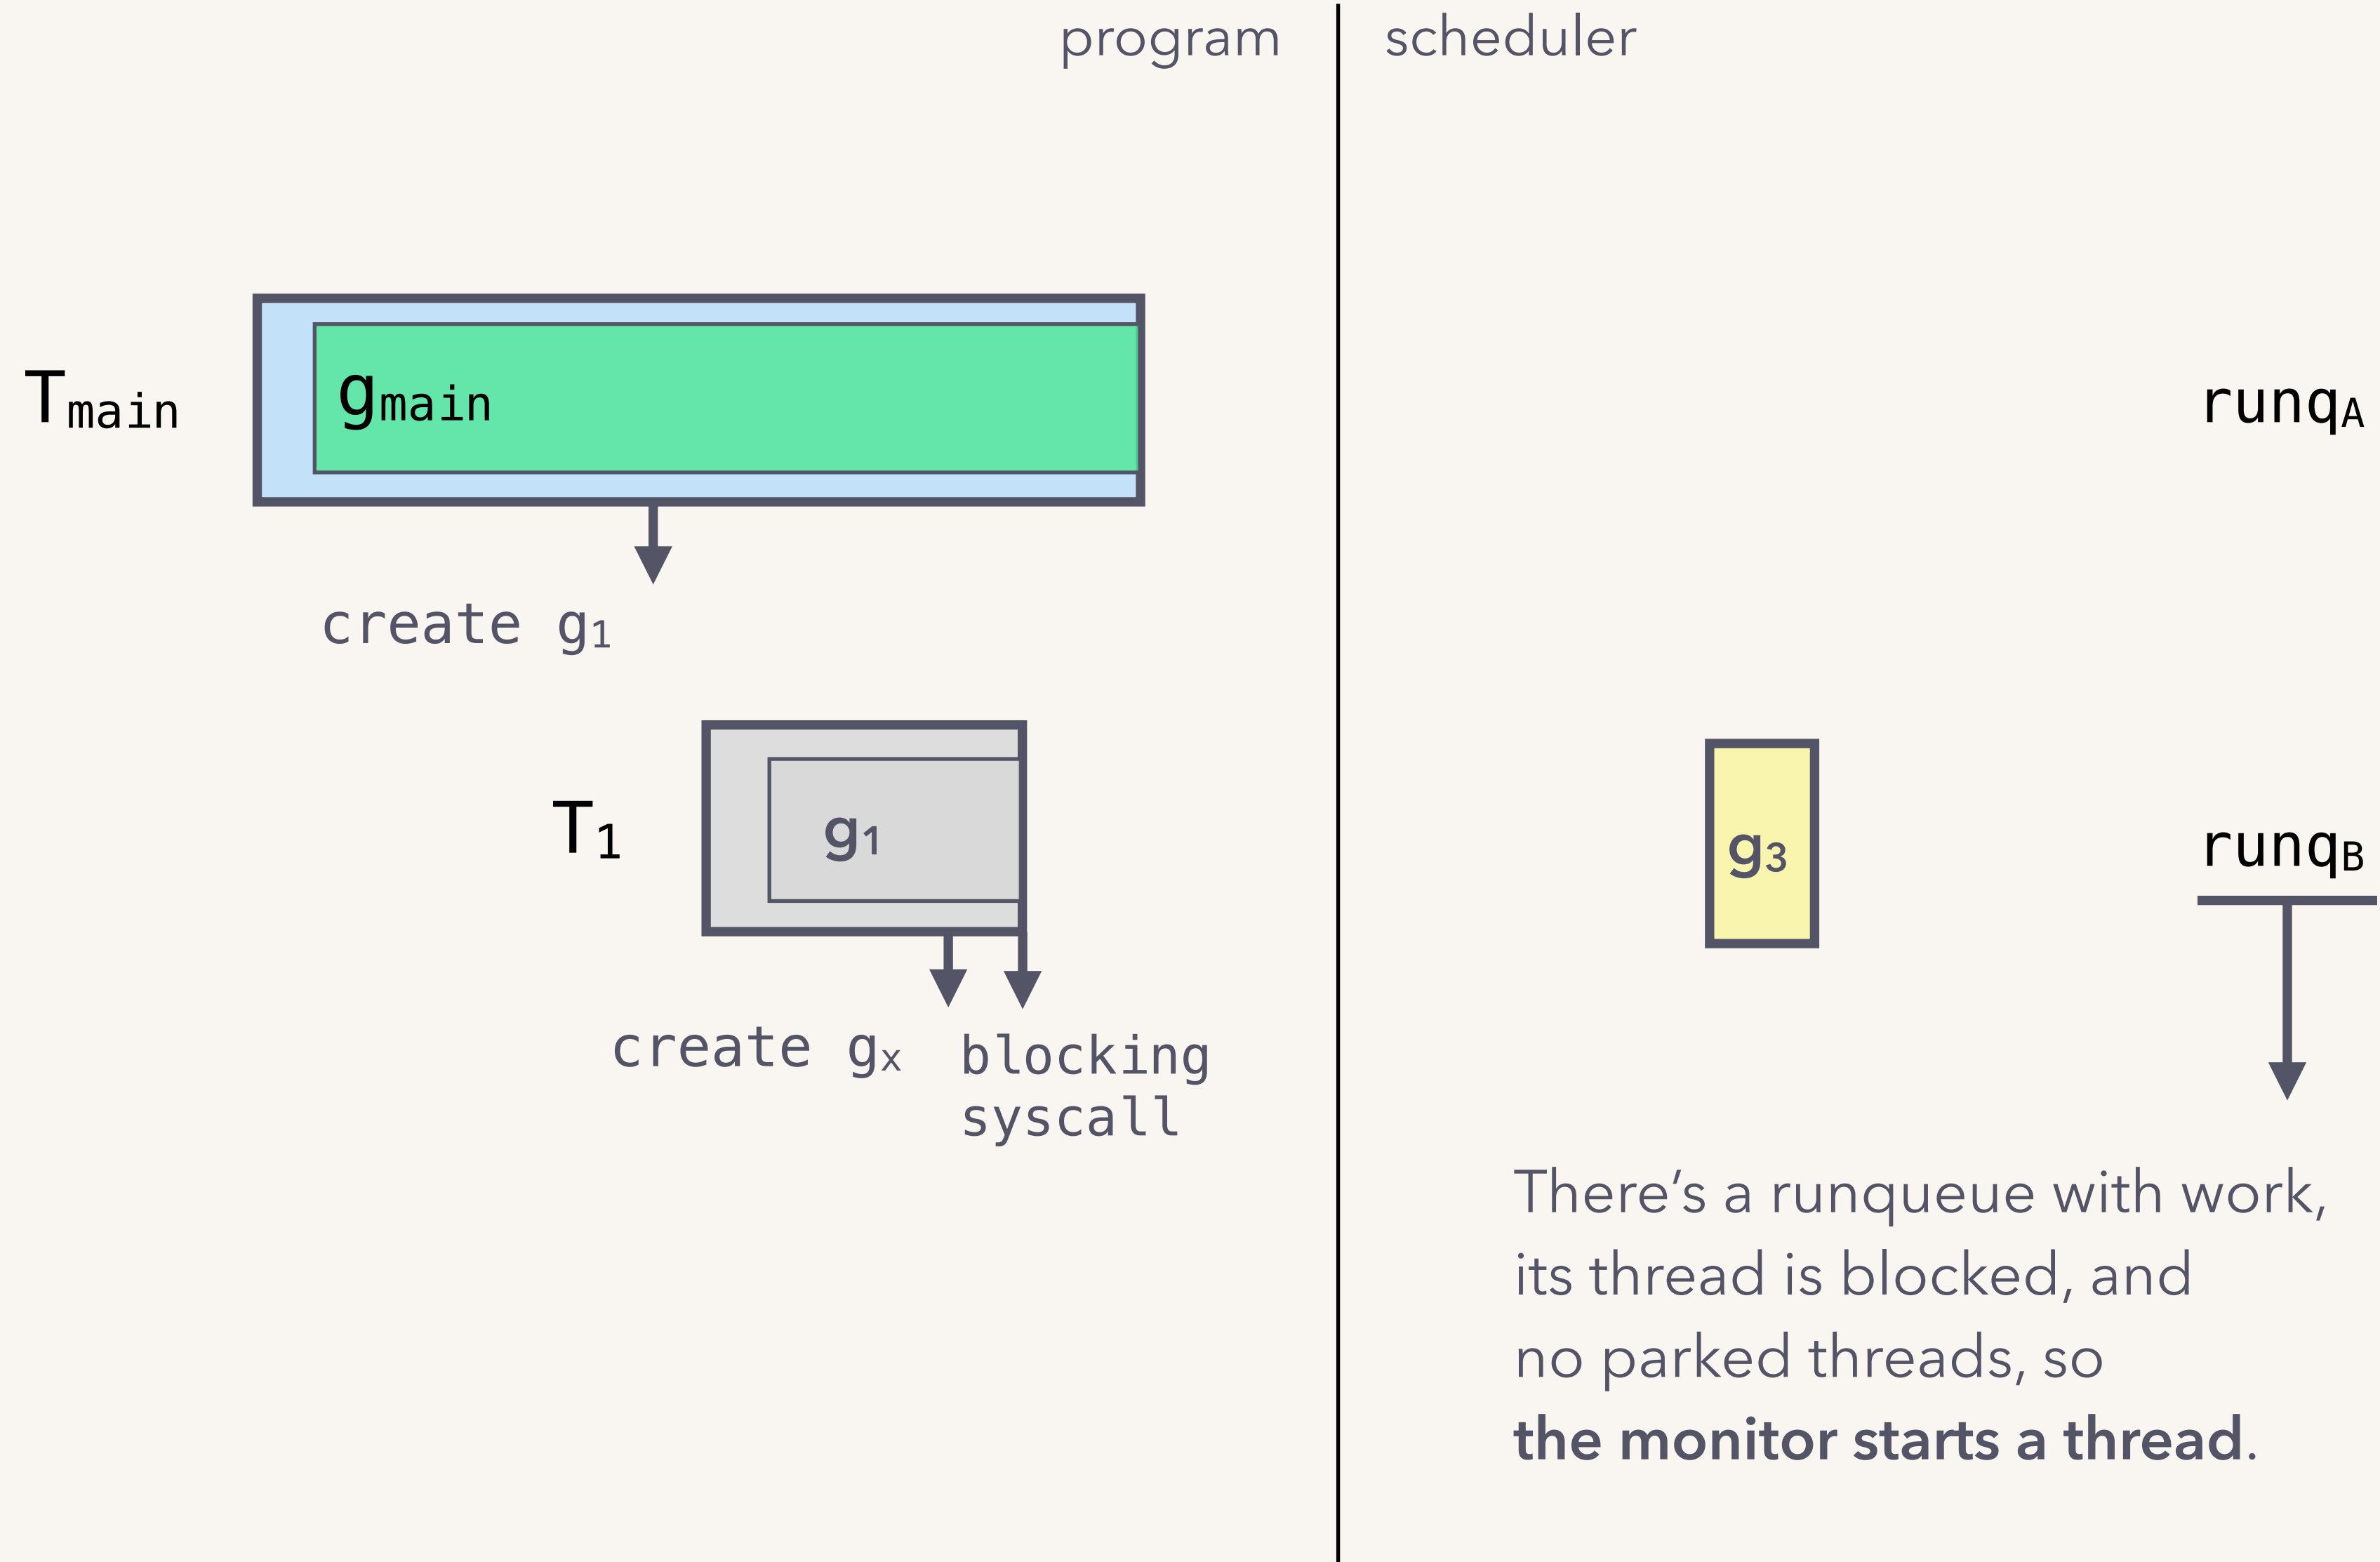 program
scheduler
Tmain
gmain
runqA
create g1
T1
g1
g3
runqB
create gx
blocking
syscall
There’s a runqueue with work,
its thread is blocked, and
no parked threads, so
the monitor starts a thread.